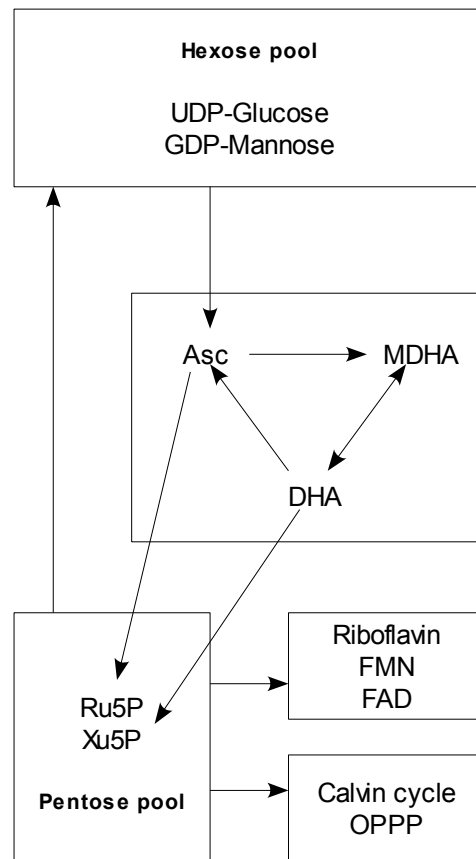 Hexose pool
UDP-Glucose
GDP-Mannose
Asc
MDHA
DHA
Ru5P
Xu5P
Pentose pool
Riboflavin
FMN
FAD
Calvin cycle
OPPP